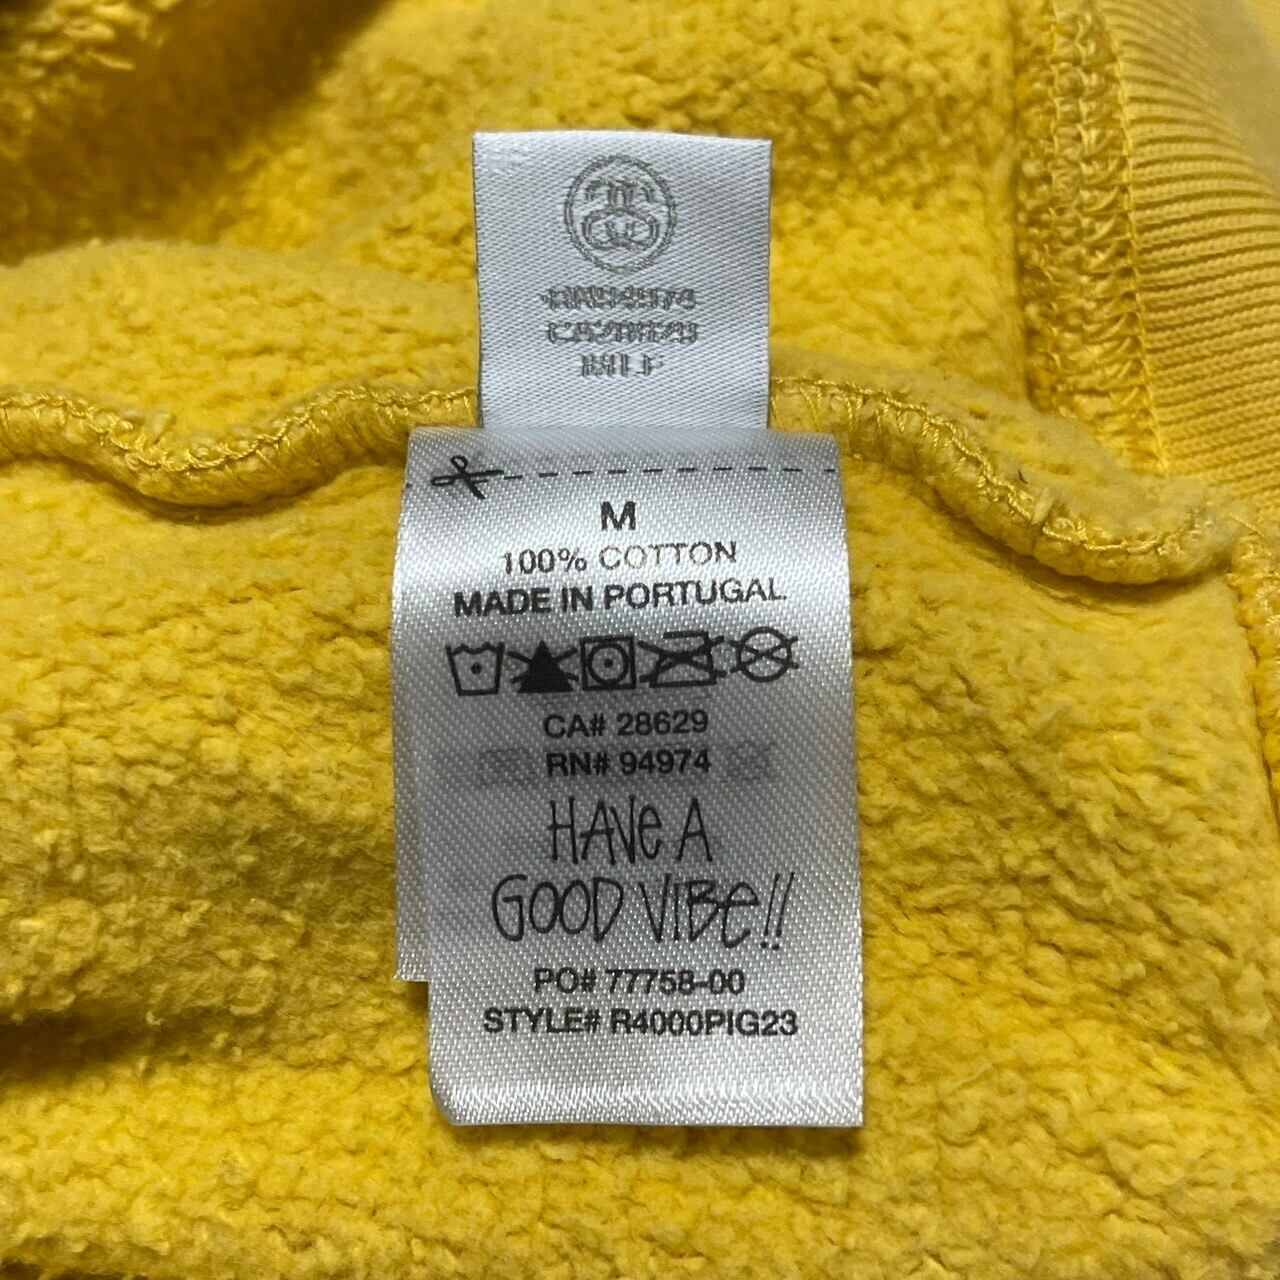 M
100% COTTON
MADE IN PORTUGAL
CA# 28629
RN# 94974
HAVE A
GOOD VIBE!!
PO# 77758-00
STYLE# R4000PIG23